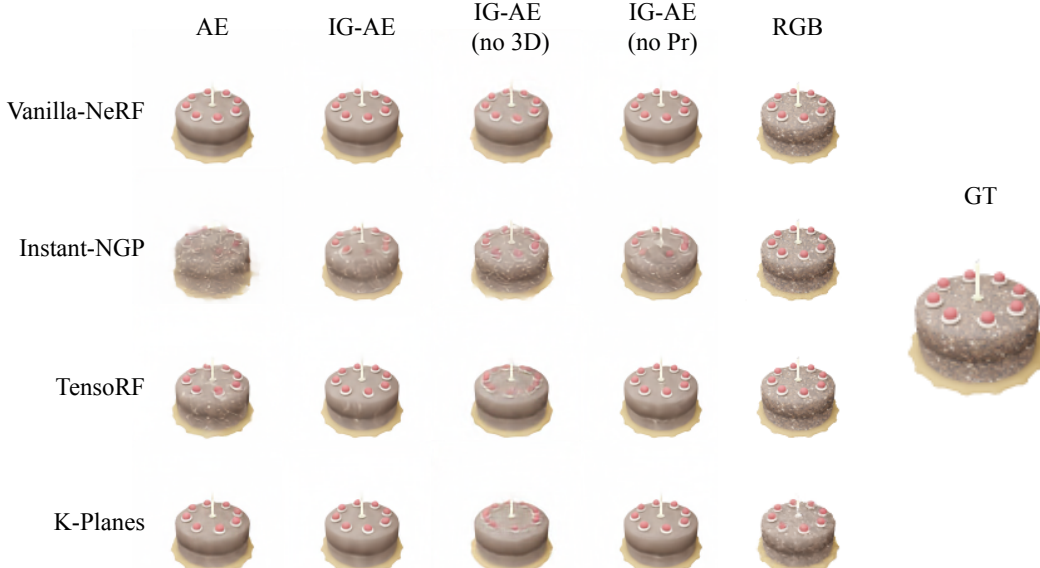 AE
IG-AE
IG-AE
(no 3D)
IG-AE
(no Pr)
RGB
Vanilla-NeRF
GT
Instant-NGP
TensoRF
K-Planes